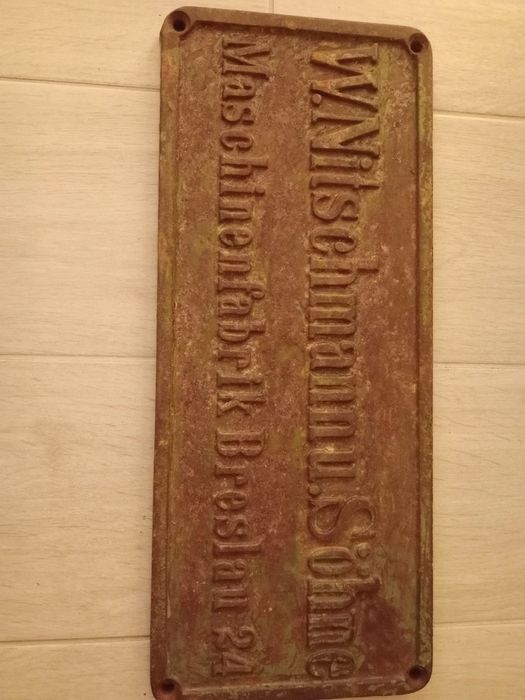 W.Nitschmann u. Söhne
Maschinenfabrik Breslau 24